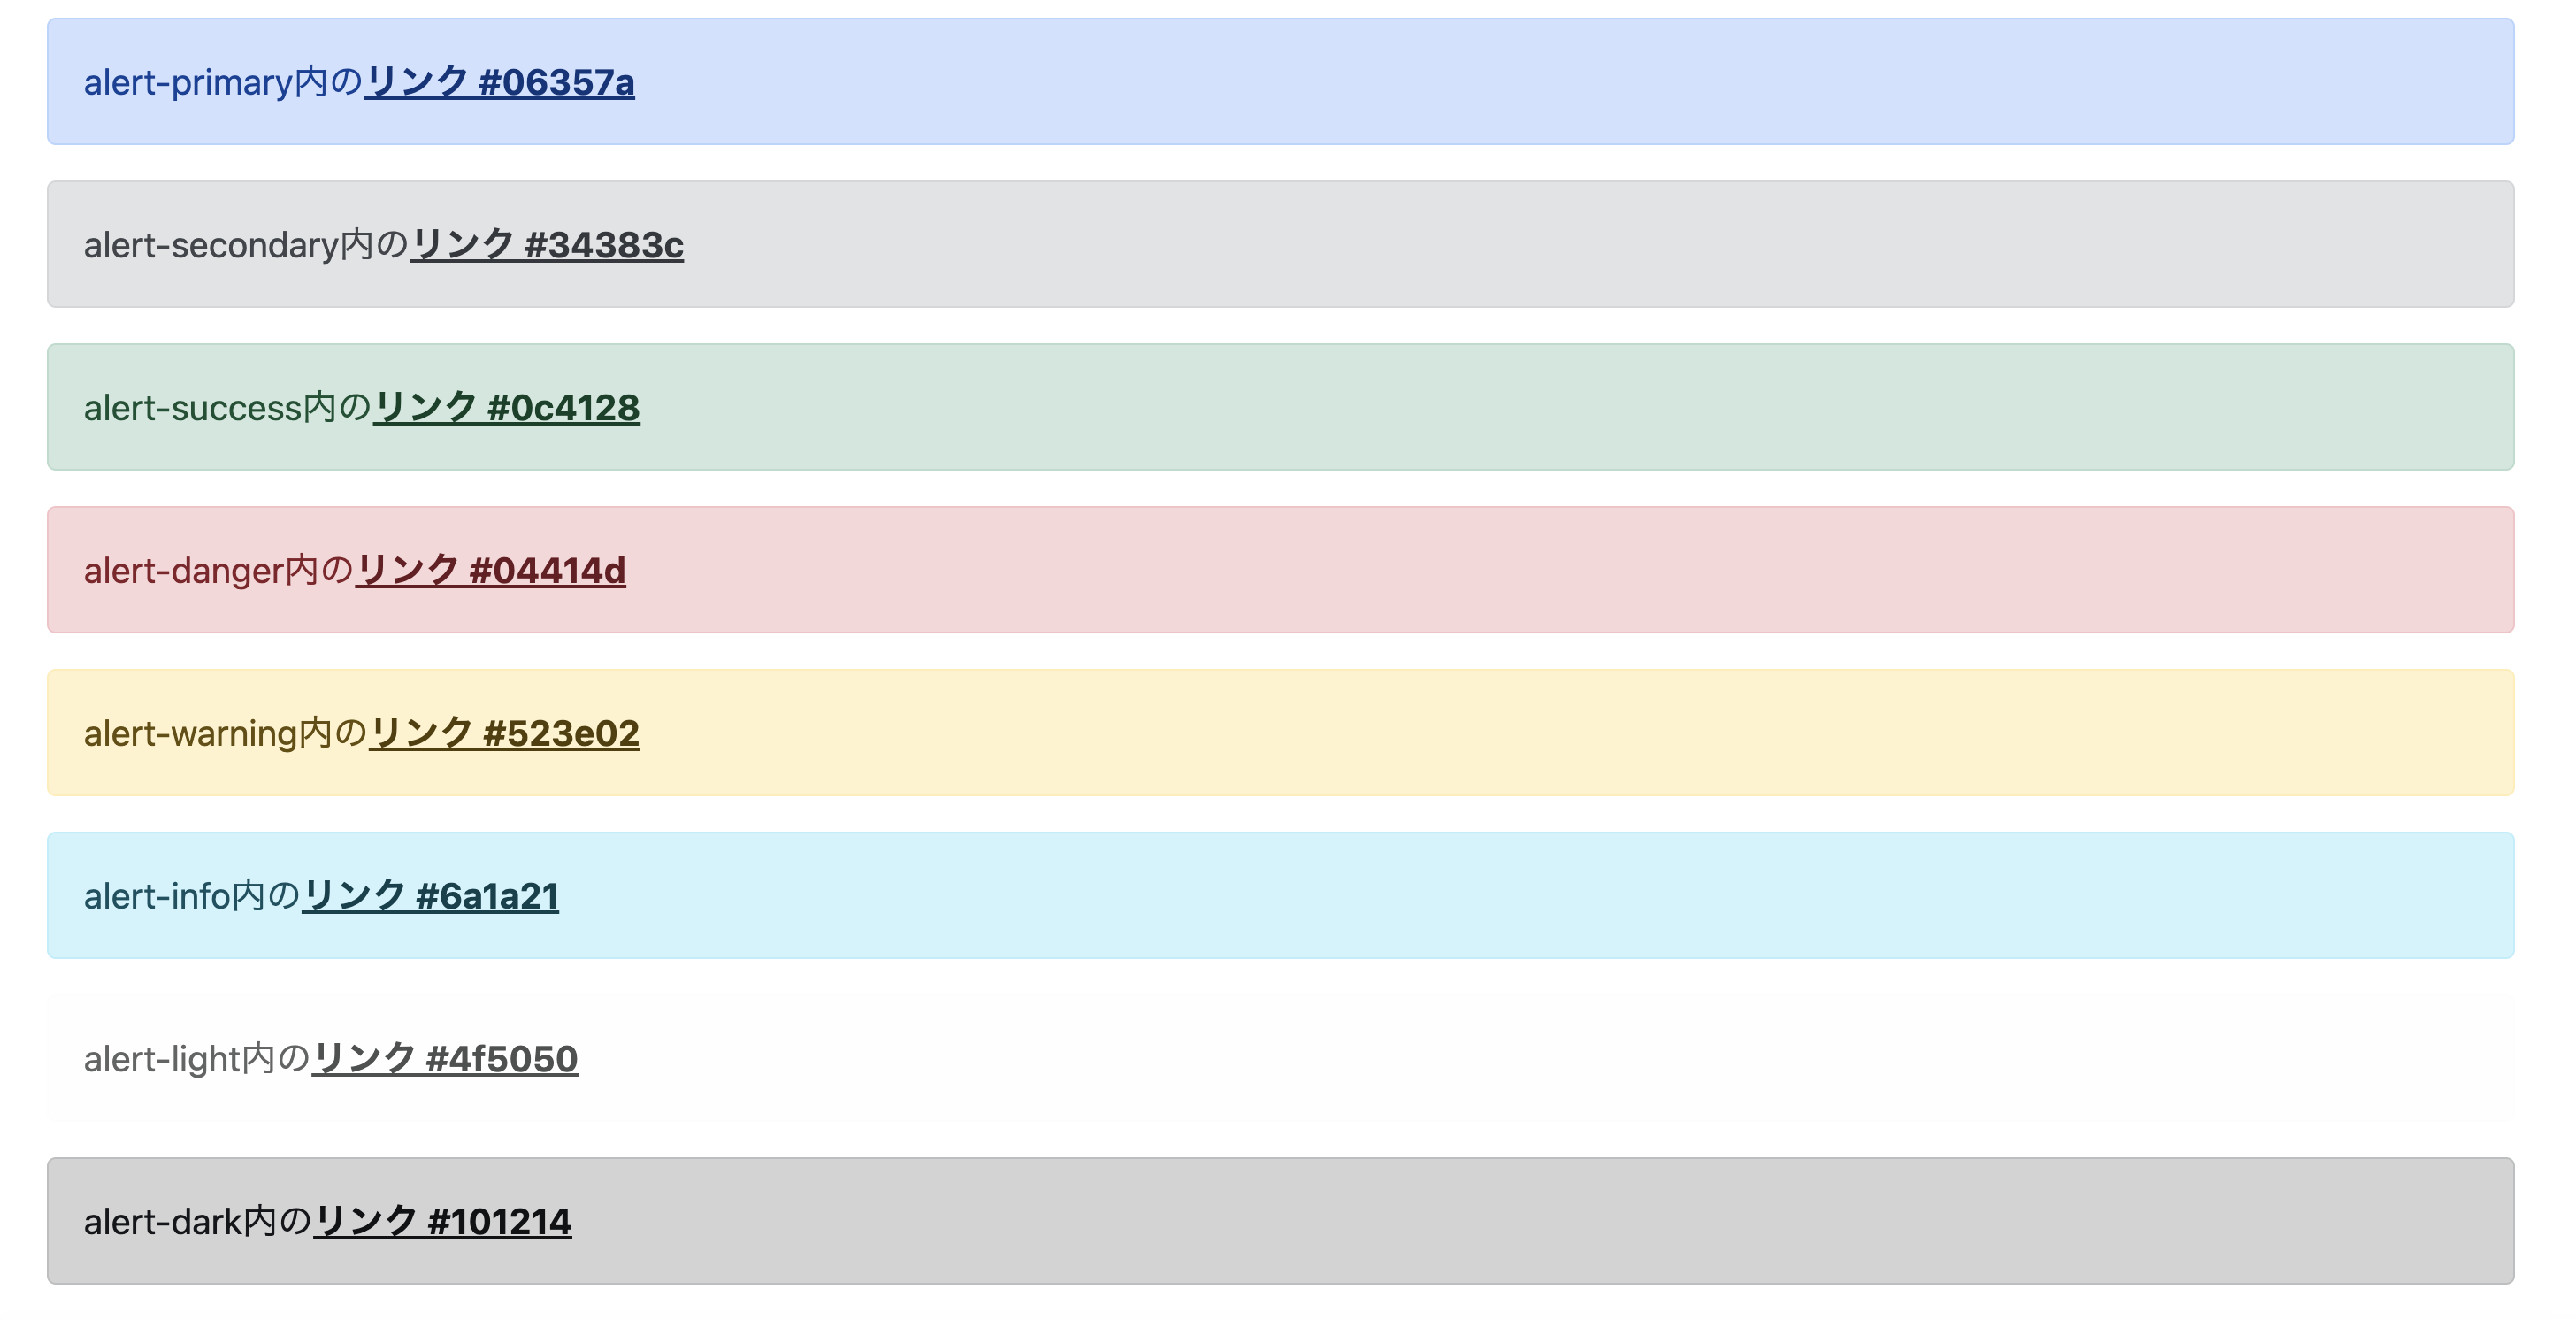 alert-primary内のリンク #06357a
alert-secondary内のリンク #34383c
alert-success内のリンク #0c4128
alert-danger内のリンク #04414d
alert-warning内のリンク #523e02
alert-info内のリンク #6a1a21
alert-light内のリンク #4f5050
alert-dark内のリンク #101214